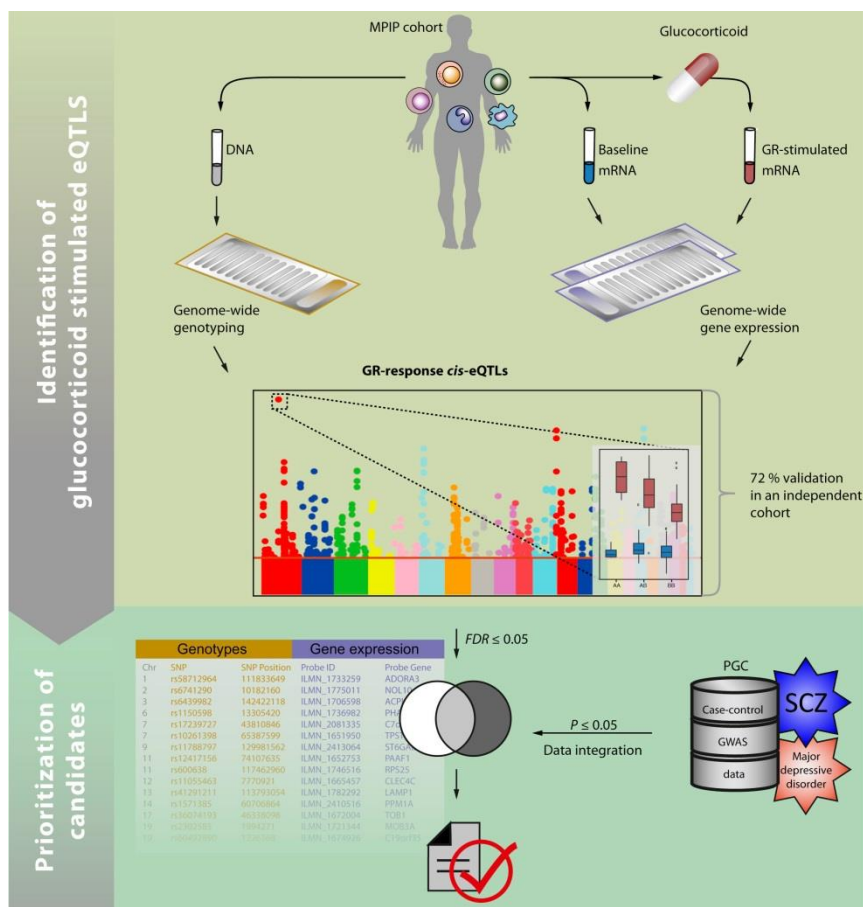 Identification of
glucocorticoid stimulated eQTLS
MPIP cohort
Glucocorticoid
DNA
Baseline
mRNA
GR-stimulated
mRNA
Genome-wide
genotyping
Genome-wide
gene expression
GR-response cis-eQTLs
AA AB BB
72 % validation
in an independent
cohort
Prioritization of
candidates
FDR ≤ 0.05
Genotypes Gene expression
Chr SNP SNP Position Probe ID Probe Gene
1 rs58712964 111833649 ILMN_1733259 ADORA3
2 rs6741290 10182160 ILMN_1775011 NOL10
3 rs6439982 142422118 ILMN_1706598
6 rs1150598 13305420 ILMN_1736982
7 rs17239727 43810846 ILMN_2081335
7 rs10261398 65387599 ILMN_1651950
9 rs11788797 129981562 ILMN_2413064
11 rs12417156 74107635 ILMN_1652753 PAAF1
11 rs600638 117462960 ILMN_1746516 RPS25
12 rs11055463 7770921 ILMN_1665457 CLEC4C
13 rs41291211 113793054 ILMN_1782292 LAMP1
14 rs1571385 60706864 ILMN_2410516 PPM1A
17 46338098 ILMN_1672004 TOB1
19 ILMN_1721344 MOB3A
PGC
Case-control
GWAS
data
SCZ
Major
depressive
disorder
P ≤ 0.05
Data integration